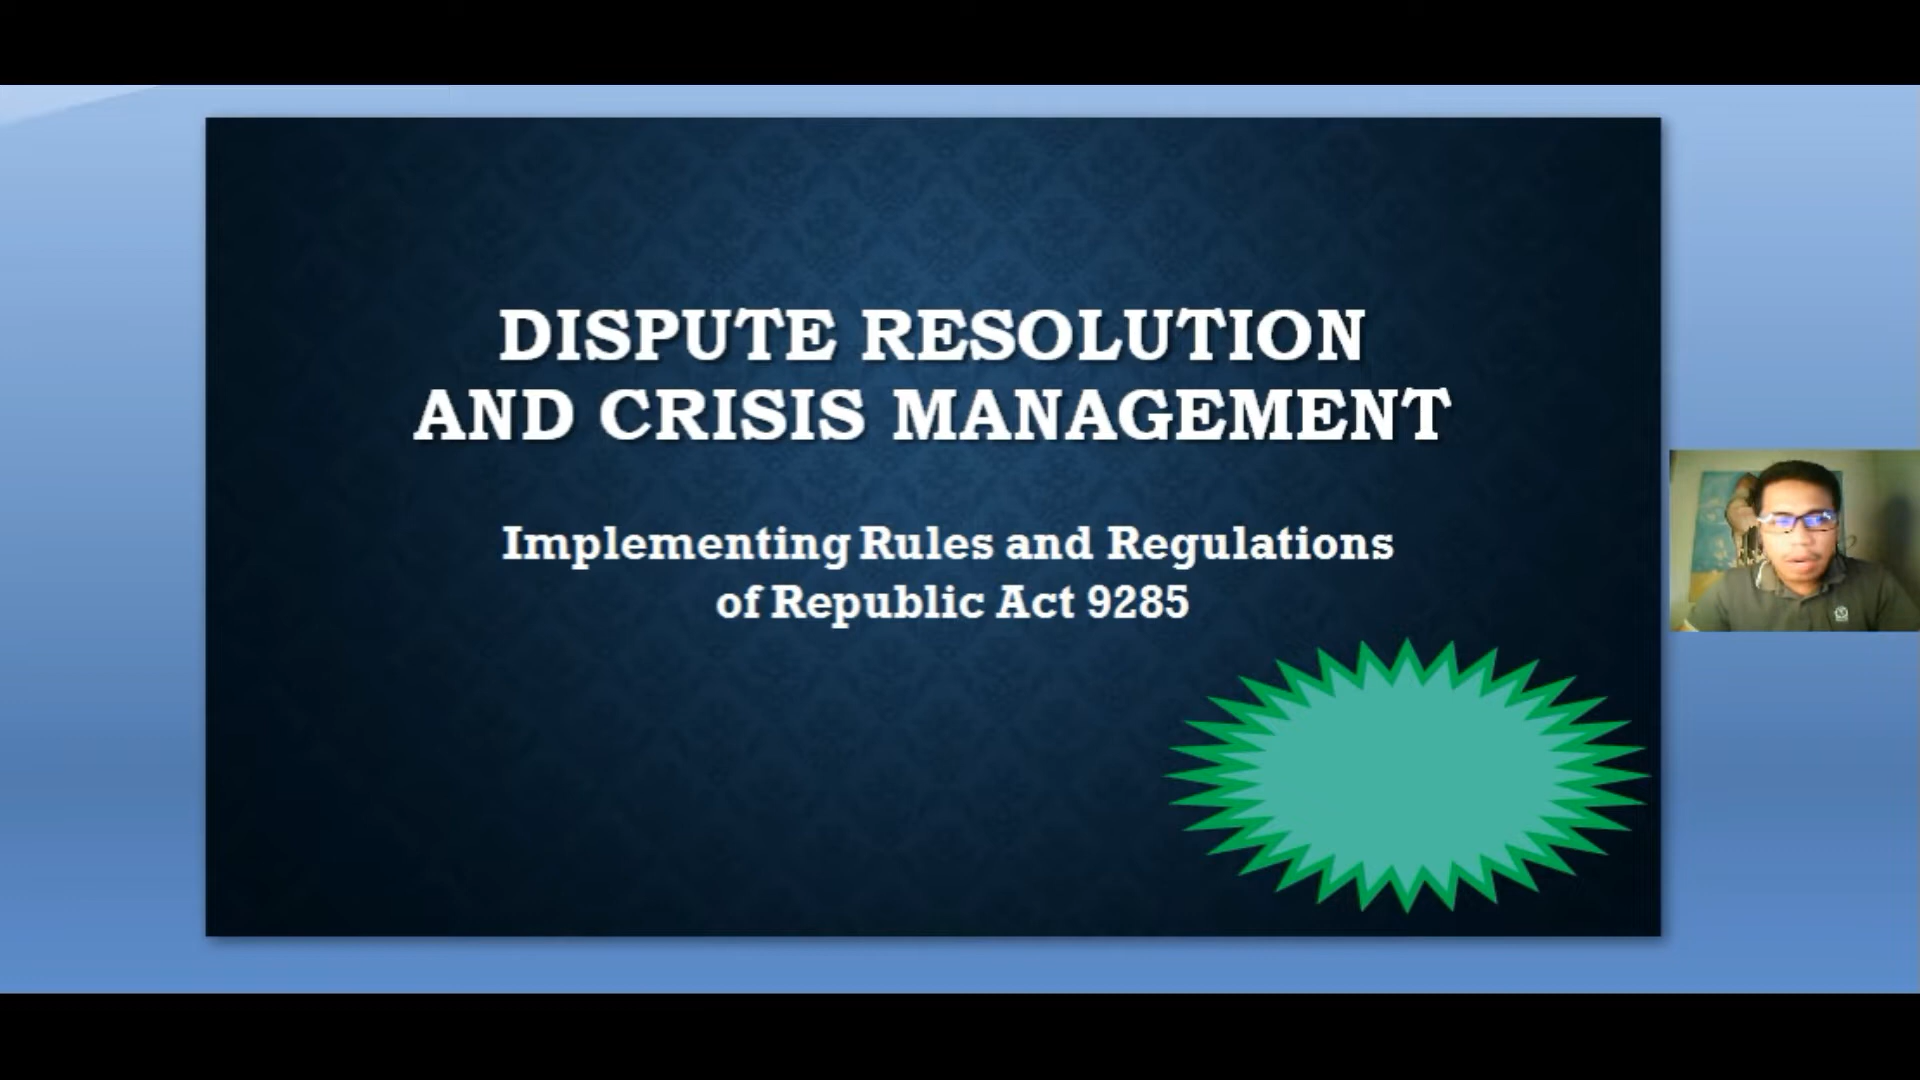 DISPUTE RESOLUTION
AND CRISIS MANAGEMENT
Implementing Rules and Regulations
of Republic Act 9285